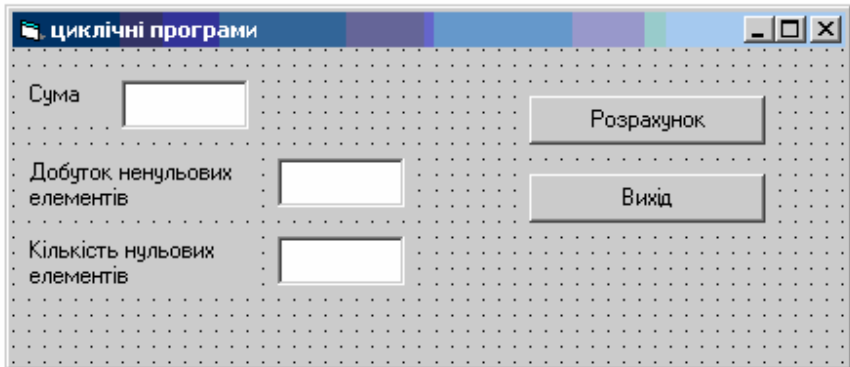 циклічні програми
Сума
Розрахунок
Добуток ненульових
елементів
Вихід
Кількість нульових
елементів